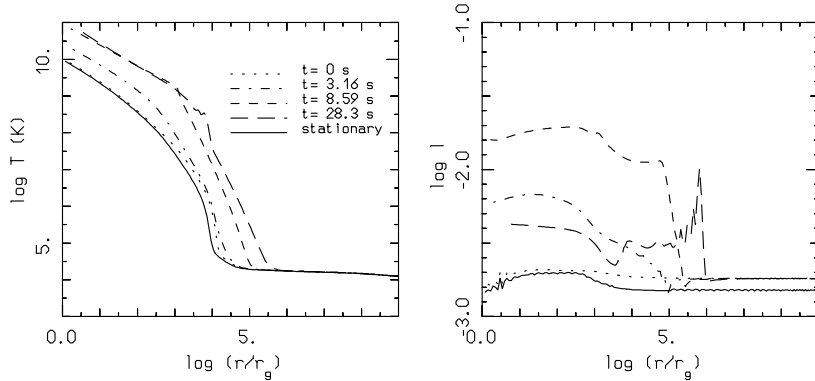 10.
5.
log T (K)
t= 0 s
t= 3.16 s
t= 8.59 s
t= 28.3 s
stationary
0.0
5.
log (r/r_g)
-1.0
-2.0
-3.0
log l
-0.0
5.
log (r/r_g)